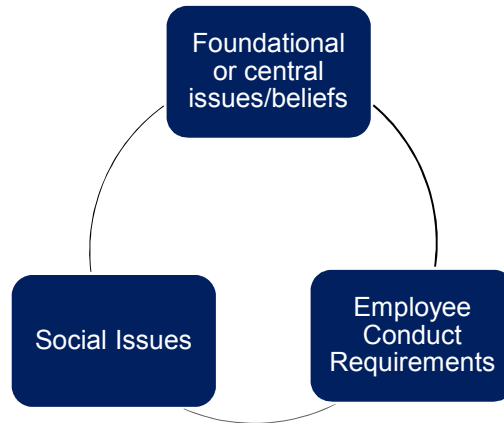 Foundational
or central
issues/beliefs
Social Issues
Employee
Conduct
Requirements